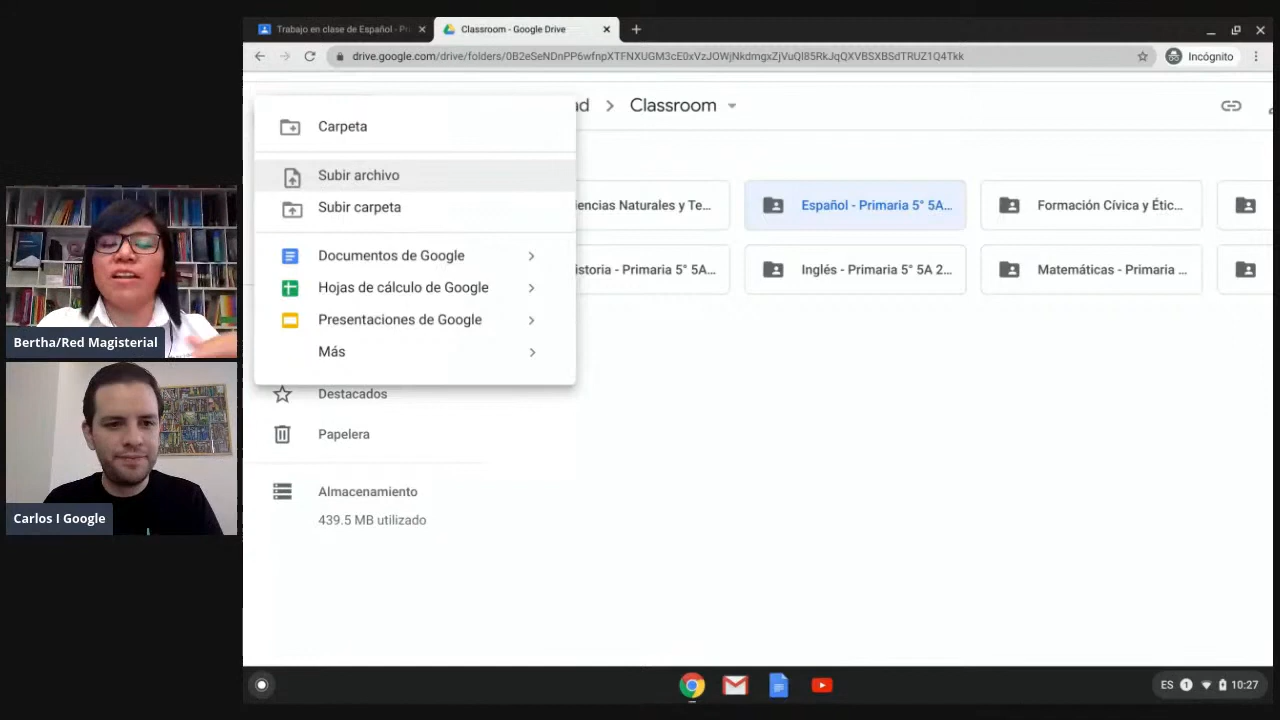 Trabajo en clase de Español - Pr
Classroom - Google Drive
drive.google.com/drive/folders/0B2eSeNDnPP6wfnpXTFNXUGM3cE0xVzJOWjNkdmgxZjVuQl85RkJqQXVBSXBSdTRUZ1Q4Tkk
Incógnito
ad > Classroom
Carpeta
Subir archivo
Subir carpeta
Documentos de Google
Hojas de cálculo de Google
Presentaciones de Google
Más
iencias Naturales y Te...
Español - Primaria 5° 5A...
Formación Cívica y Étic...
istoria - Primaria 5° 5A...
Inglés - Primaria 5° 5A 2...
Matemáticas - Primaria ...
Destacados
Papelera
Almacenamiento
439.5 MB utilizado
Bertha/Red Magisterial
Carlos I Google
ES 1 10:27